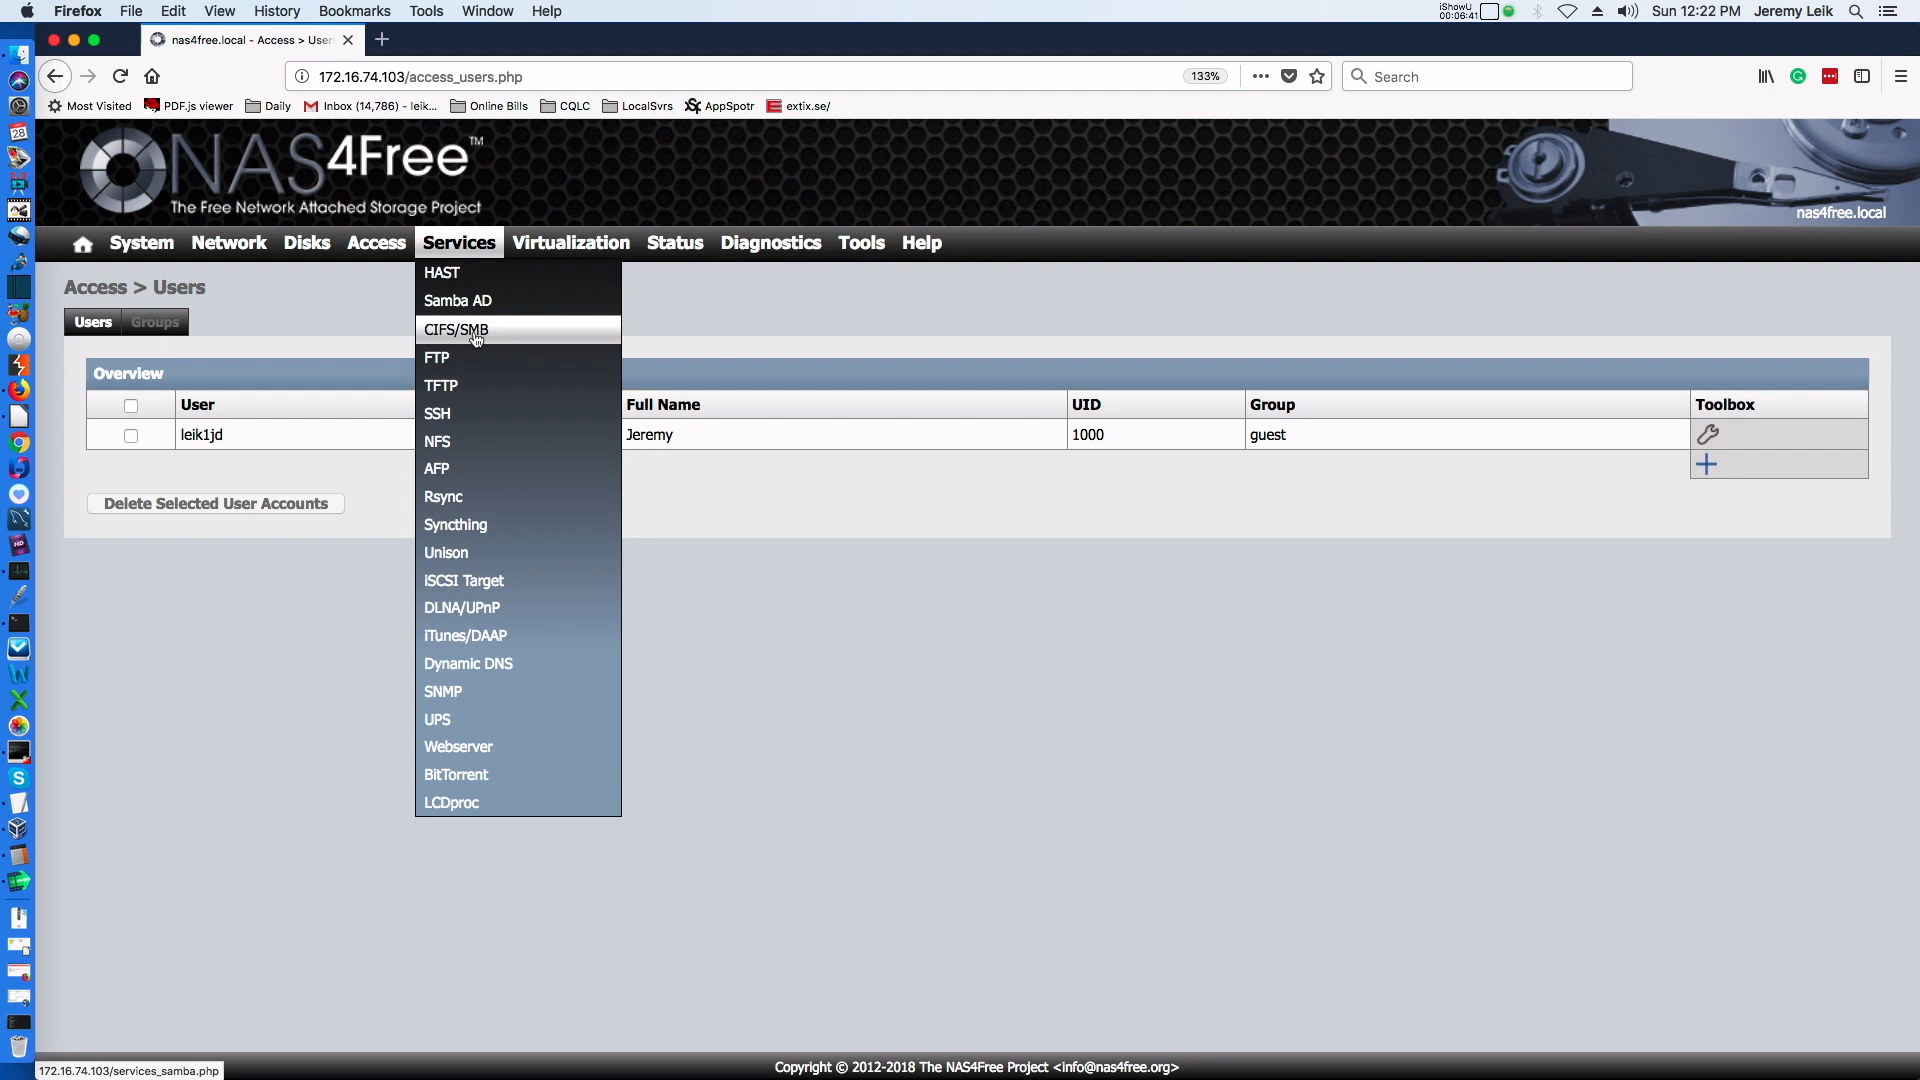 Firefox File Edit View History Bookmarks Tools Window Help
iShowU
00:06:41
Sun 12:22 PM Jeremy Leik
nas4free.local - Access > User
172.16.74.103/access_users.php
133%
Search
Most Visited PDF.js viewer Daily Inbox (14,786) - leik... Online Bills CQLC LocalSvrs AppSpotr extix.se/
NAS4Free™
The Free Network Attached Storage Project
nas4free.local
System Network Disks Access Services Virtualization Status Diagnostics Tools Help
Access > Users
Users Groups
HAST
Samba AD
CIFS/SMB
FTP
TFTP
SSH
NFS
AFP
Rsync
Syncthing
Unison
iSCSI Target
DLNA/UPnP
iTunes/DAAP
Dynamic DNS
SNMP
UPS
Webserver
BitTorrent
LCDproc
Overview
User Full Name UID Group Toolbox
leik1jd Jeremy 1000 guest
Delete Selected User Accounts
28
Copyright © 2012-2018 The NAS4Free Project <info@nas4free.org>
172.16.74.103/services_samba.php